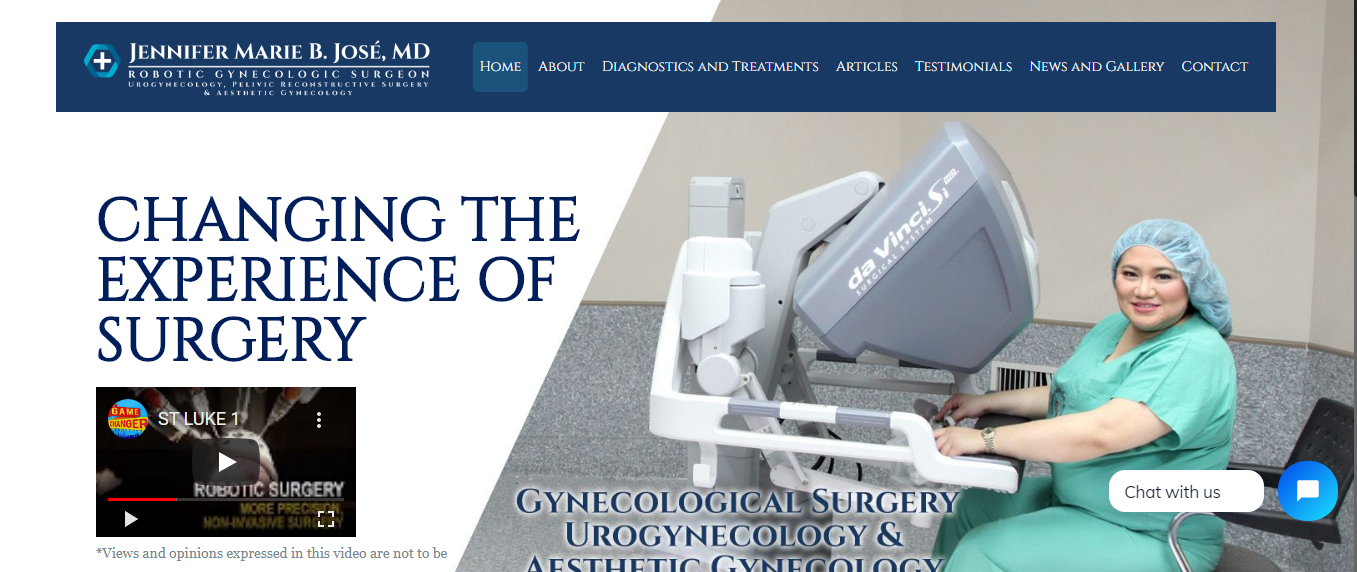 JENNIFER MARIE B. JOSÉ, MD
ROBOTIC GYNECOLOGIC SURGEON
UROGYNECOLOGY, PELIVIC RECONSTRUCTIVE SURGERY
& AESTHETIC GYNECOLOGY
HOME ABOUT DIAGNOSTICS AND TREATMENTS ARTICLES TESTIMONIALS NEWS AND GALLERY CONTACT
CHANGING THE
EXPERIENCE OF
SURGERY
GAME
CHANGER
ST LUKE 1
ROBOTIC SURGERY
MORE PRECISION,
NON-INVASIVE SURGERY
*Views and opinions expressed in this video are not to be
da Vinci. Si HD
SURGICAL SYSTEM
GYNECOLOGICAL SURGERY
UROGYNECOLOGY &
AESTHETIC GYNECOLOGY
Chat with us